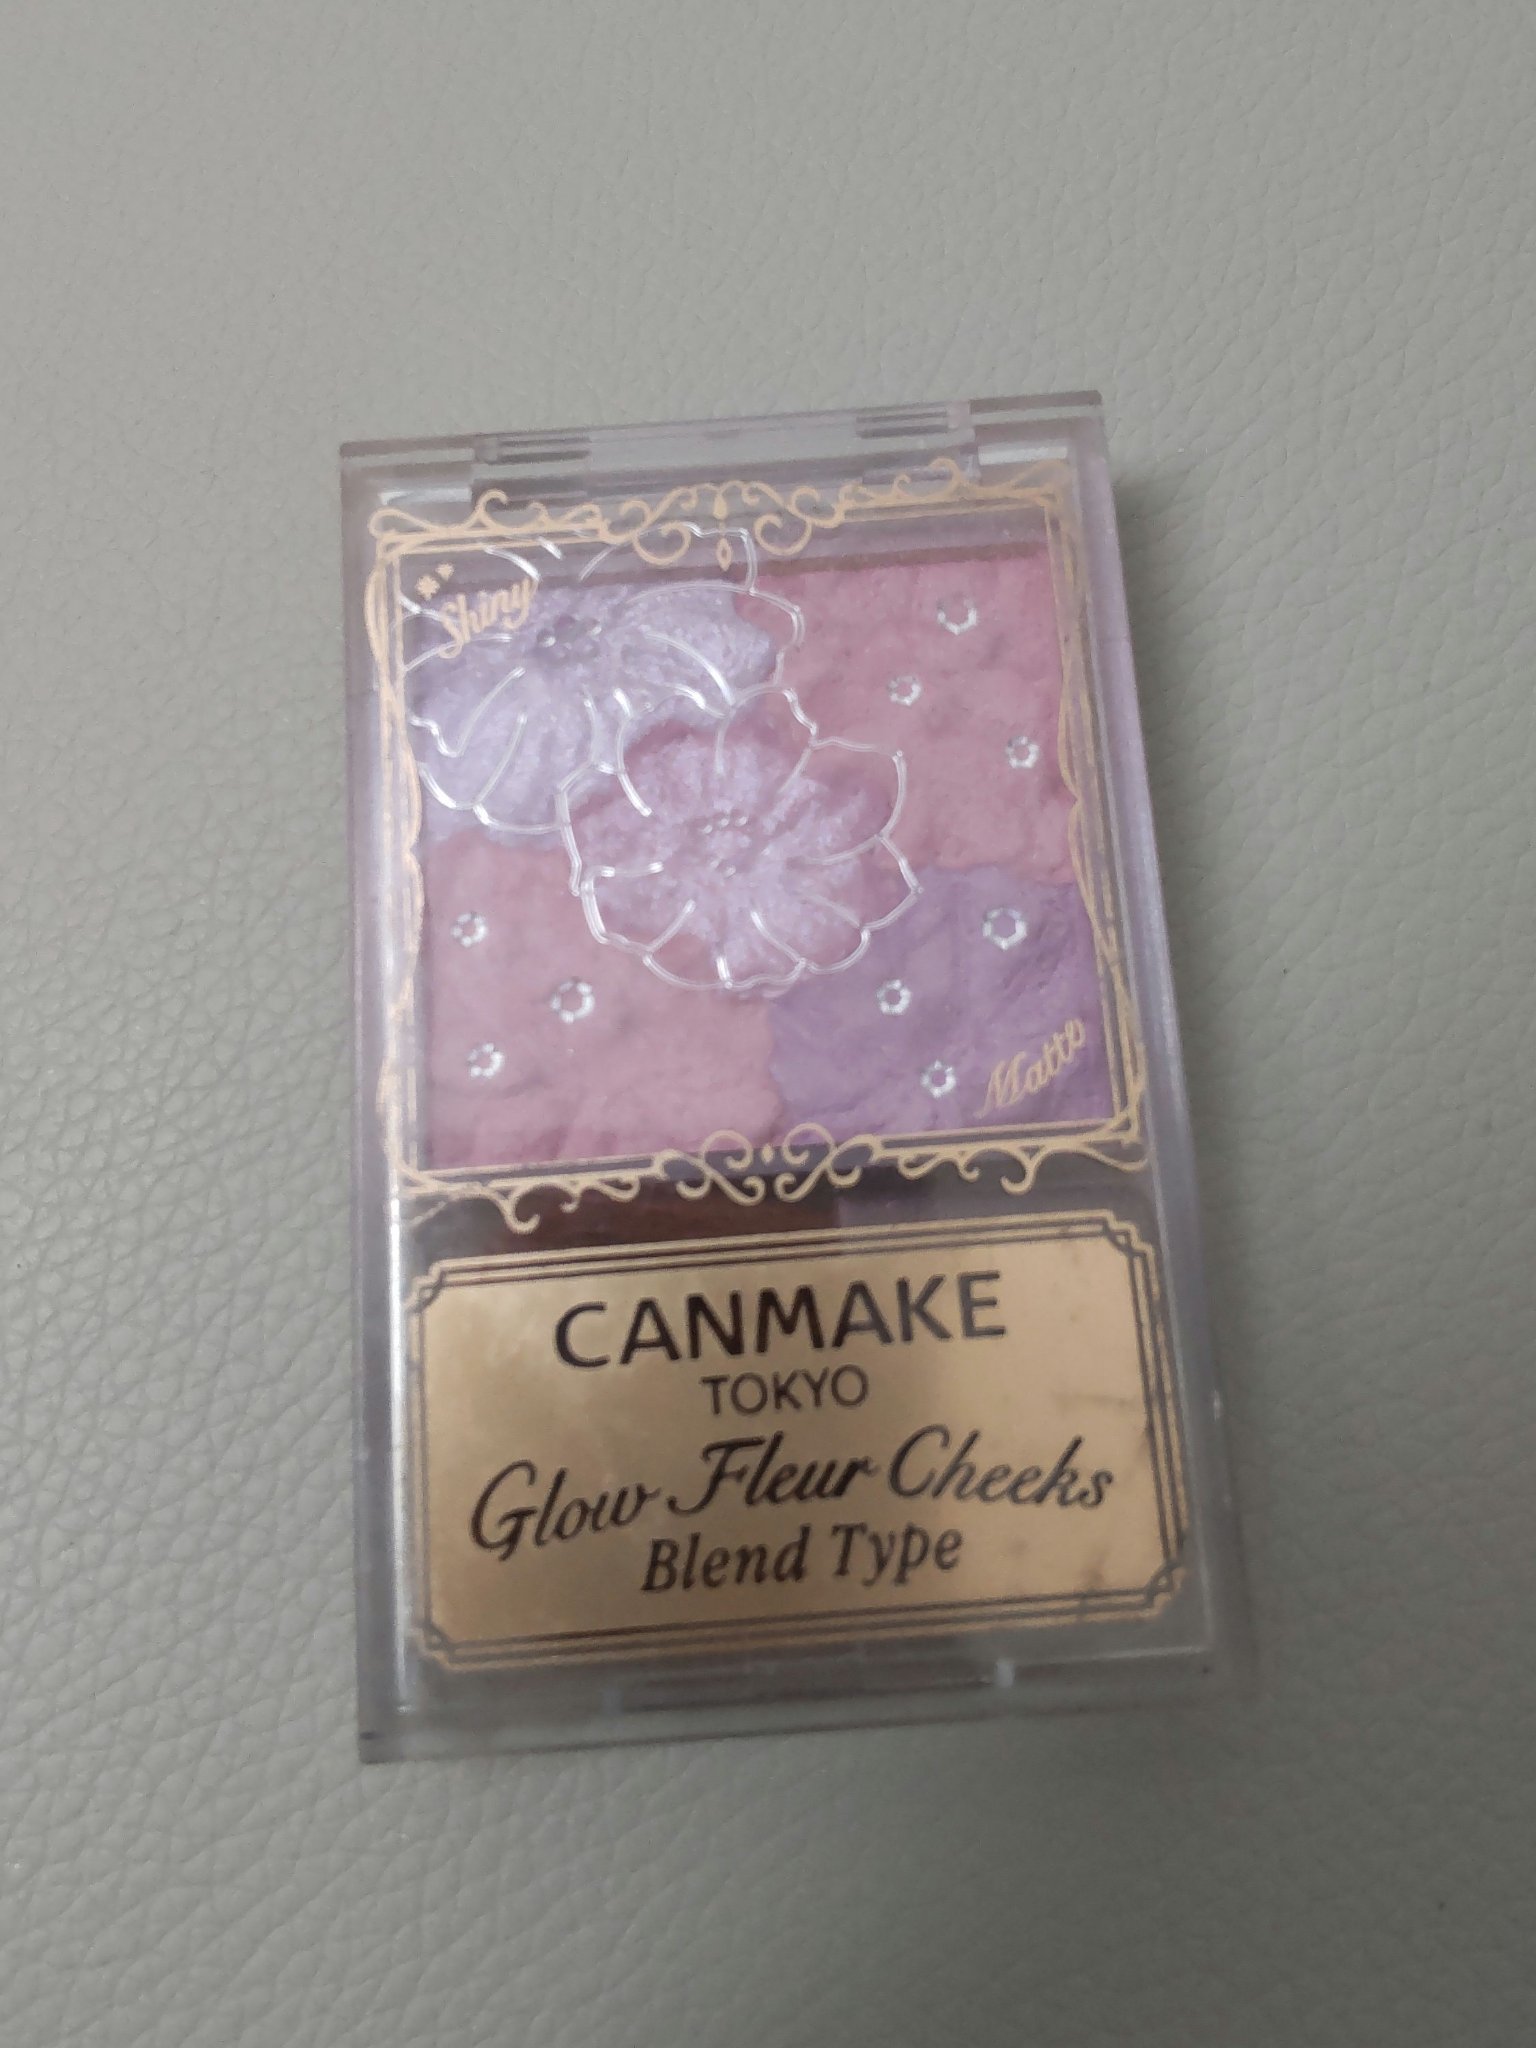 Shiny
Matte
CANMAKE
TOKYO
Glow Fleur Cheeks
Blend Type